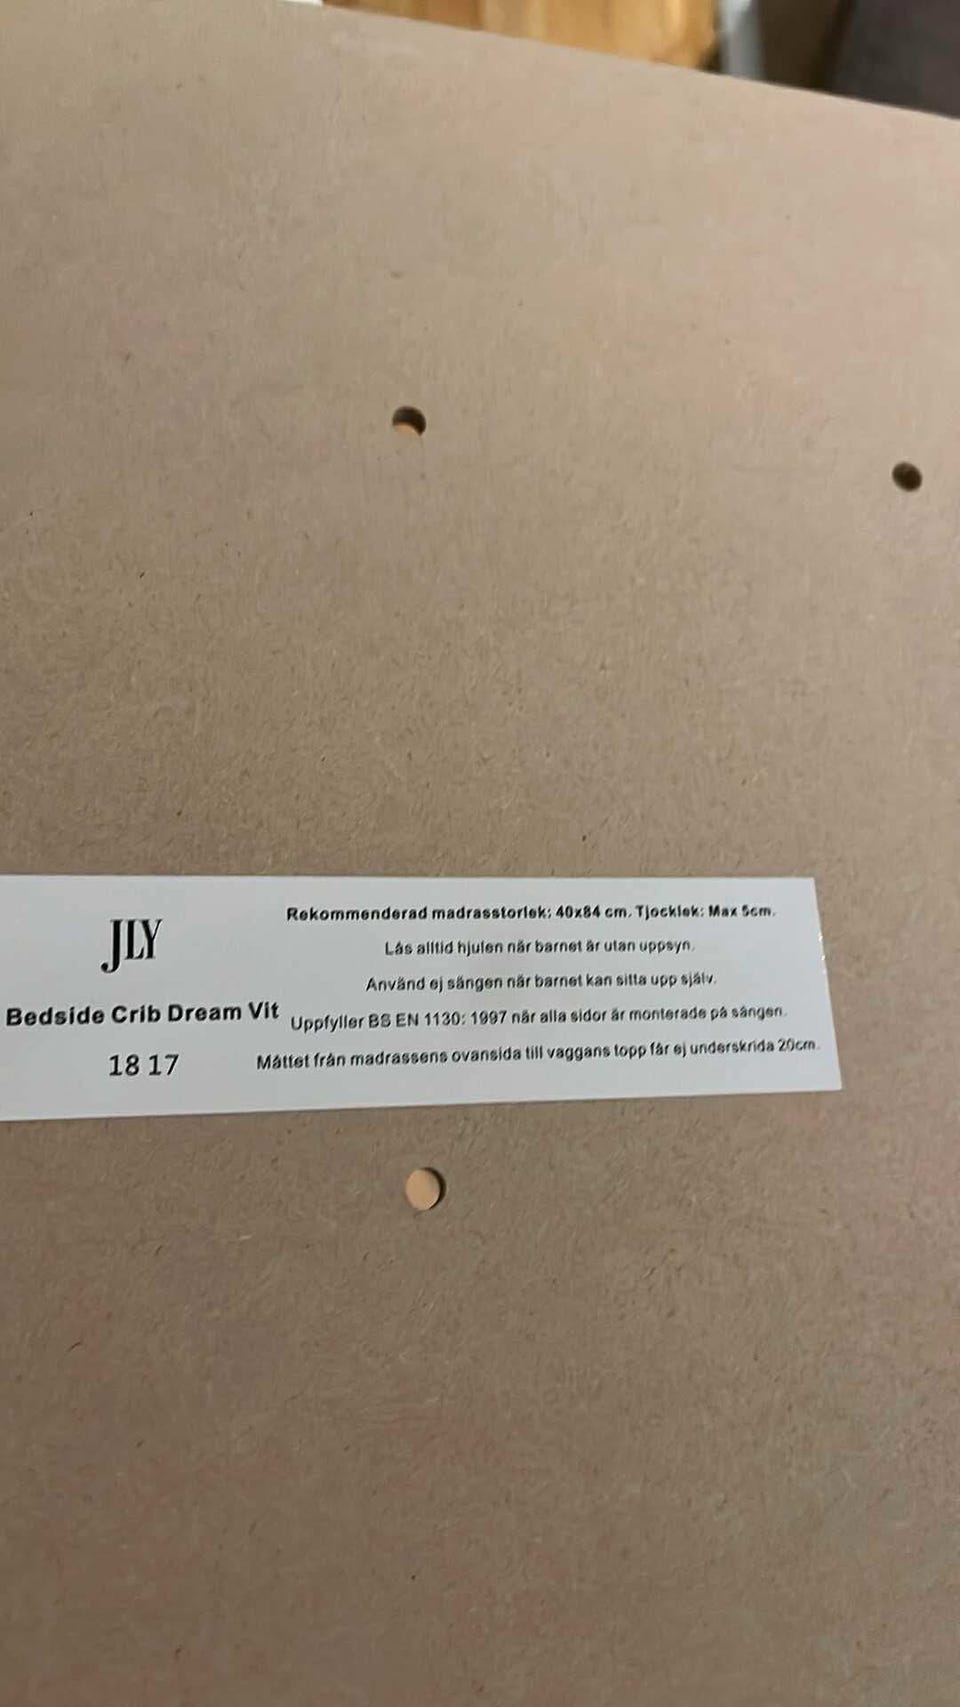 JLY
Bedside Crib Dream Vit
18 17
Rekommenderad madrasstorlek: 40x84 cm. Tjocklek: Max 5cm.
Lås alltid hjulen när barnet är utan uppsyn.
Använd ej sängen när barnet kan sitta upp själv.
Uppfyller BS EN 1130: 1997 när alla sidor är monterade på sängen.
Måttet från madrassens ovansida till vaggans topp får ej underskrida 20cm.